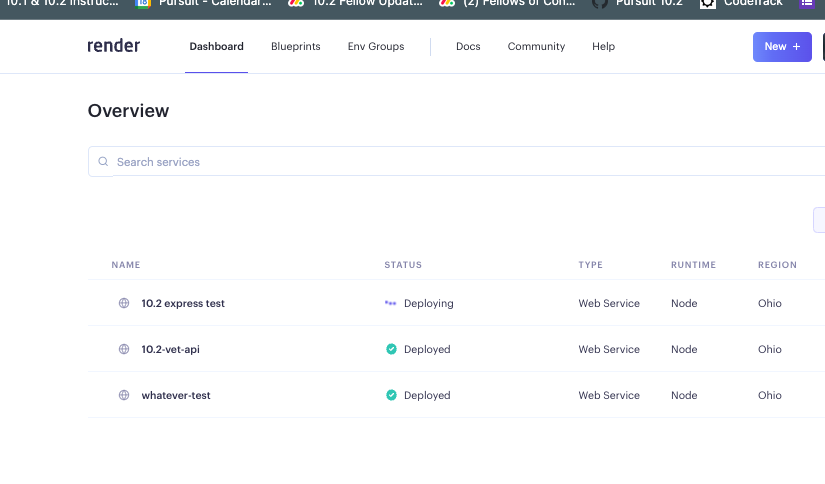 10.1 & 10.2 Instruc... Pursuit - Calendar... 10.2 Fellow Updat... (2) Fellows of Con... Pursuit 10.2 CodeTrack
render Dashboard Blueprints Env Groups Docs Community Help New +
Overview
Search services
NAME STATUS TYPE RUNTIME REGION
10.2 express test Deploying Web Service Node Ohio
10.2-vet-api Deployed Web Service Node Ohio
whatever-test Deployed Web Service Node Ohio